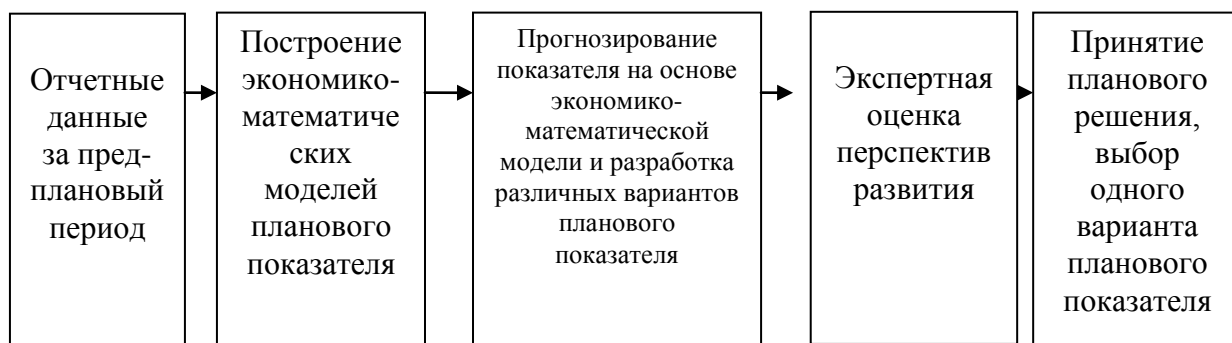 Отчетные
данные
за пред-
плановый
период
Построение
экономико-
математиче
ских
моделей
планового
показателя
Прогнозирование
показателя на основе
экономико-
математической
модели и разработка
различных вариантов
планового
показателя
Экспертная
оценка
перспектив
развития
Принятие
планового
решения,
выбор
одного
варианта
планового
показателя